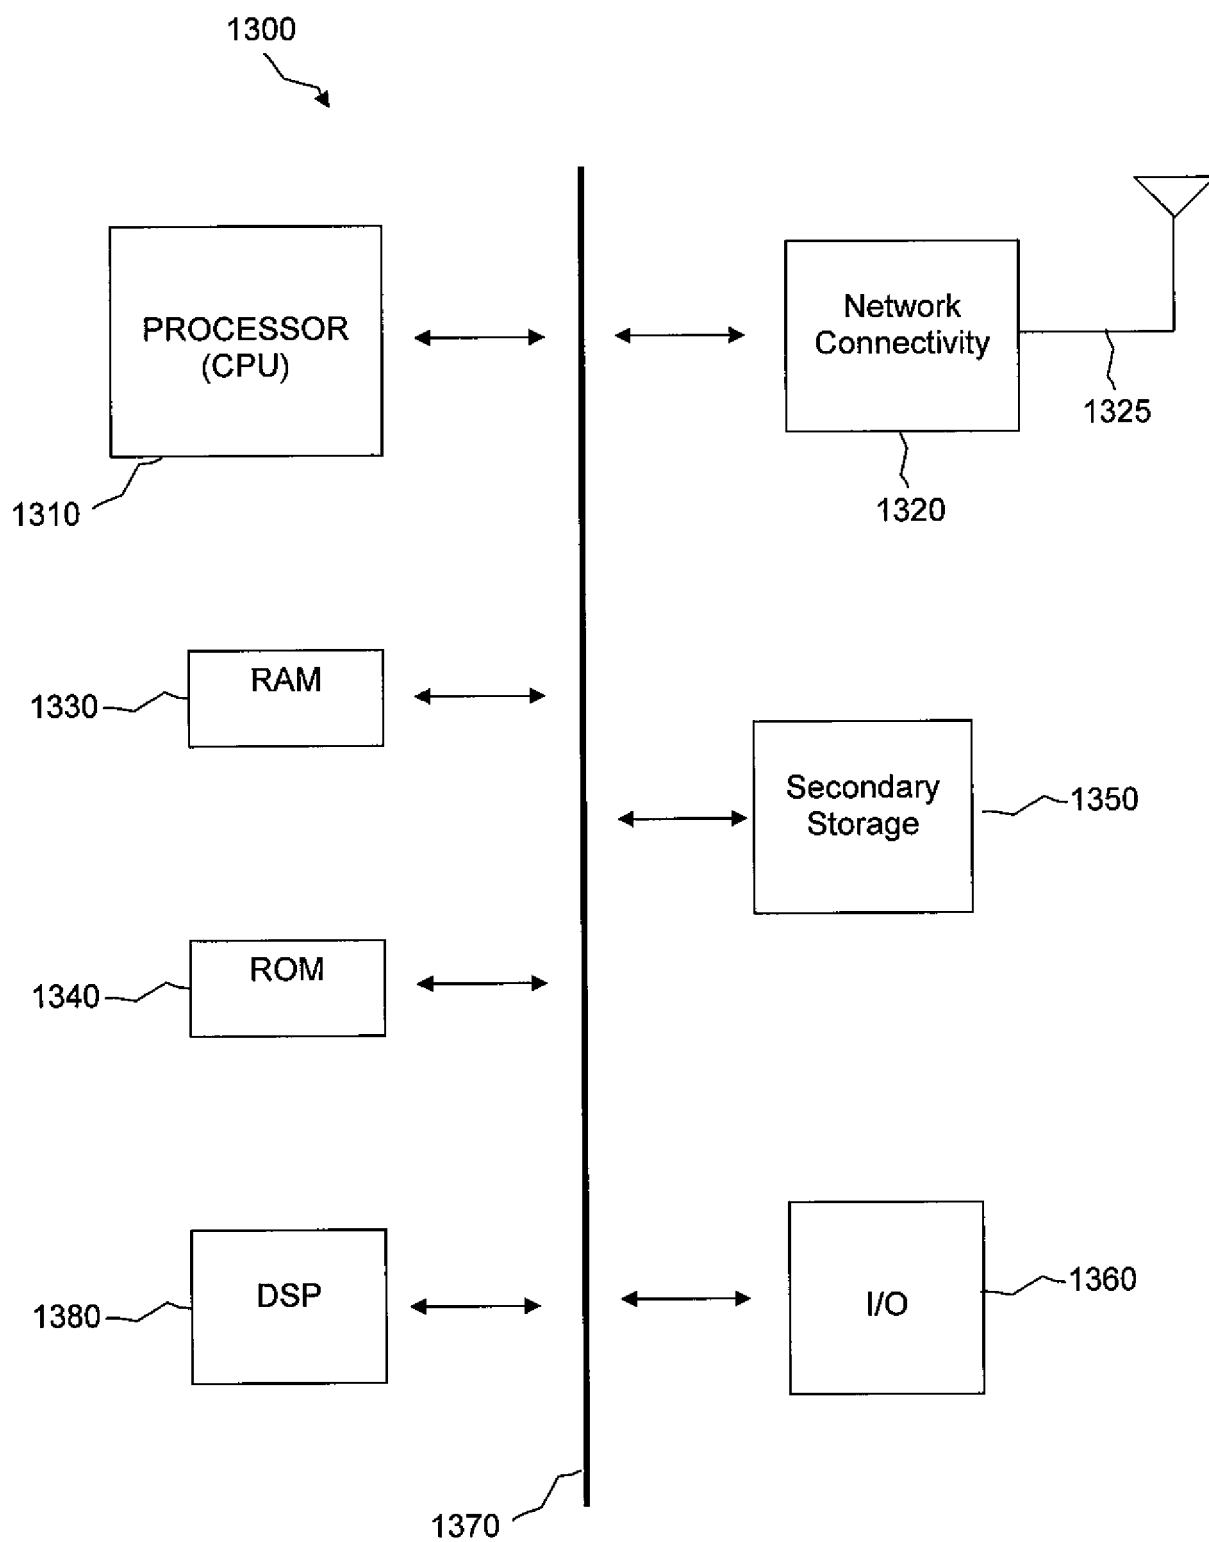 1300
PROCESSOR
(CPU)
1310
Network
Connectivity
1325
1320
RAM
1330
Secondary
Storage
1350
ROM
1340
DSP
1380
I/O
1360
1370